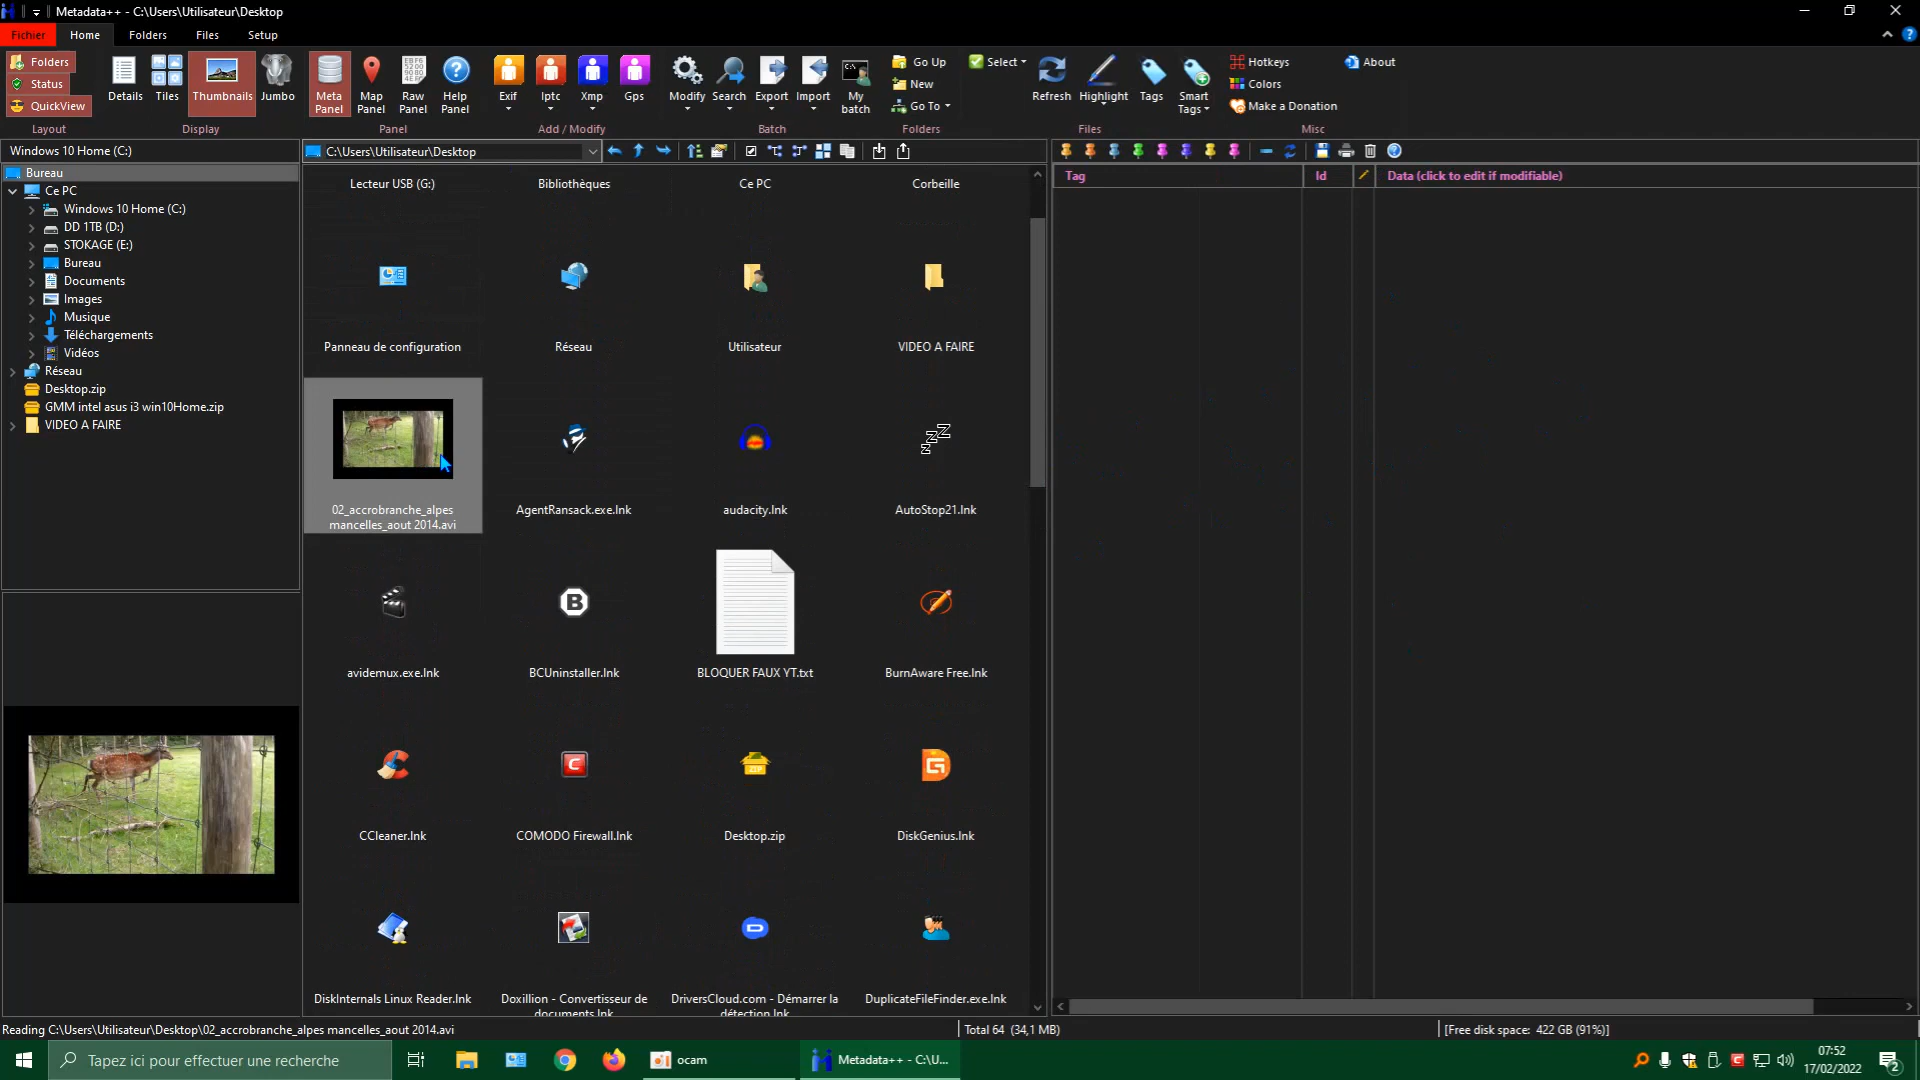 Metadata++ - C:\Users\Utilisateur\Desktop
Fichier Home Folders Files Setup
Folders
Status
QuickView
Layout
Details Tiles Thumbnails Jumbo
Display
Meta Panel
Map Panel
Raw Panel
Help Panel
Panel
Exif Iptc Xmp Gps
Add / Modify
Modify Search Export Import My batch
Batch
Go Up
New
Go To
Folders
Select
Refresh Highlight Tags Smart Tags
Files
Hotkeys
Colors
Make a Donation
About
Misc
Windows 10 Home (C:)
Bureau
Ce PC
Windows 10 Home (C:)
DD 1TB (D:)
STOKAGE (E:)
Bureau
Documents
Images
Musique
Téléchargements
Vidéos
Réseau
Desktop.zip
GMM intel asus i3 win10Home.zip
VIDEO A FAIRE
C:\Users\Utilisateur\Desktop
Lecteur USB (G:) Bibliothèques Ce PC Corbeille
Panneau de configuration Réseau Utilisateur VIDEO A FAIRE
02_accrobranche_alpes
mancelles_aout 2014.avi
AgentRansack.exe.lnk audacity.lnk AutoStop21.lnk
avidemux.exe.lnk BCUninstaller.lnk BLOQUER FAUX YT.txt BurnAware Free.lnk
CCleaner.lnk COMODO Firewall.lnk Desktop.zip DiskGenius.lnk
DiskInternals Linux Reader.lnk
Doxillion - Convertisseur de
documents.lnk
DriversCloud.com - Démarrer la
détection.lnk
DuplicateFileFinder.exe.lnk
Tag Id Data (click to edit if modifiable)
Reading C:\Users\Utilisateur\Desktop\02_accrobranche_alpes mancelles_aout 2014.avi
Total 64 (34,1 MB)
[Free disk space: 422 GB (91%)]
Tapez ici pour effectuer une recherche
ocam
Metadata++ - C:\U...
07:52
17/02/2022
2